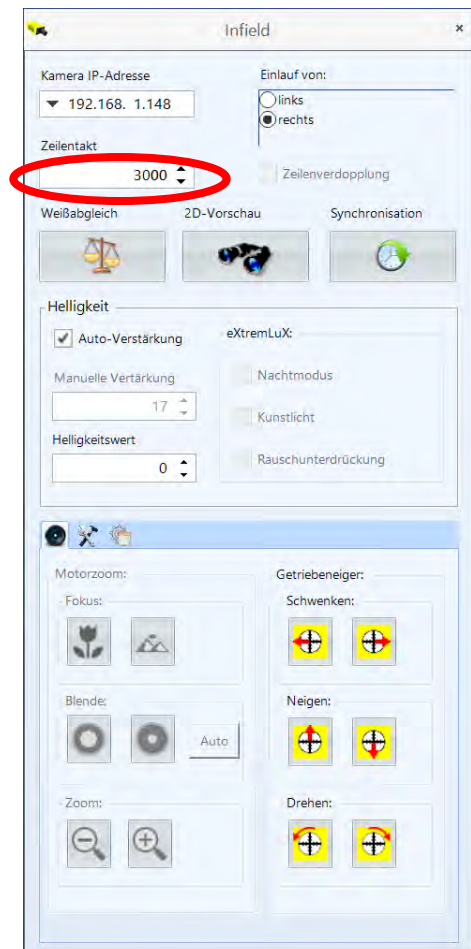 Infield
Kamera IP-Adresse
192.168. 1.148
Einlauf von:
links
rechts
Zeilentakt
3000
Zeilenverdopplung
Weißabgleich
2D-Vorschau
Synchronisation
Helligkeit
Auto-Verstärkung
Manuelle Vertärkung
17
Helligkeitswert
0
eXtremLuX:
Nachtmodus
Kunstlicht
Rauschunterdrückung
Motorzoom:
Fokus:
Blende:
Auto
Zoom:
Getriebeneiger:
Schwenken:
Neigen:
Drehen: